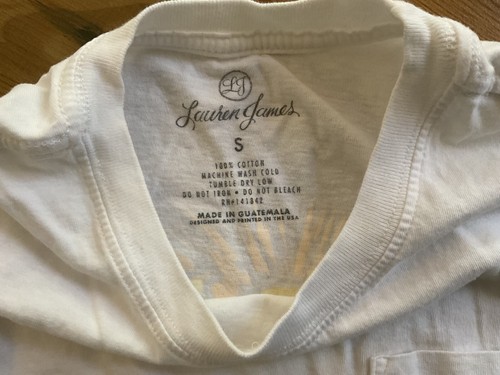 LJ
Lauren James
S
100% COTTON
MACHINE WASH COLD
TUMBLE DRY LOW
DO NOT IRON • DO NOT BLEACH
RN#141842
MADE IN GUATEMALA
DESIGNED AND PRINTED IN THE USA